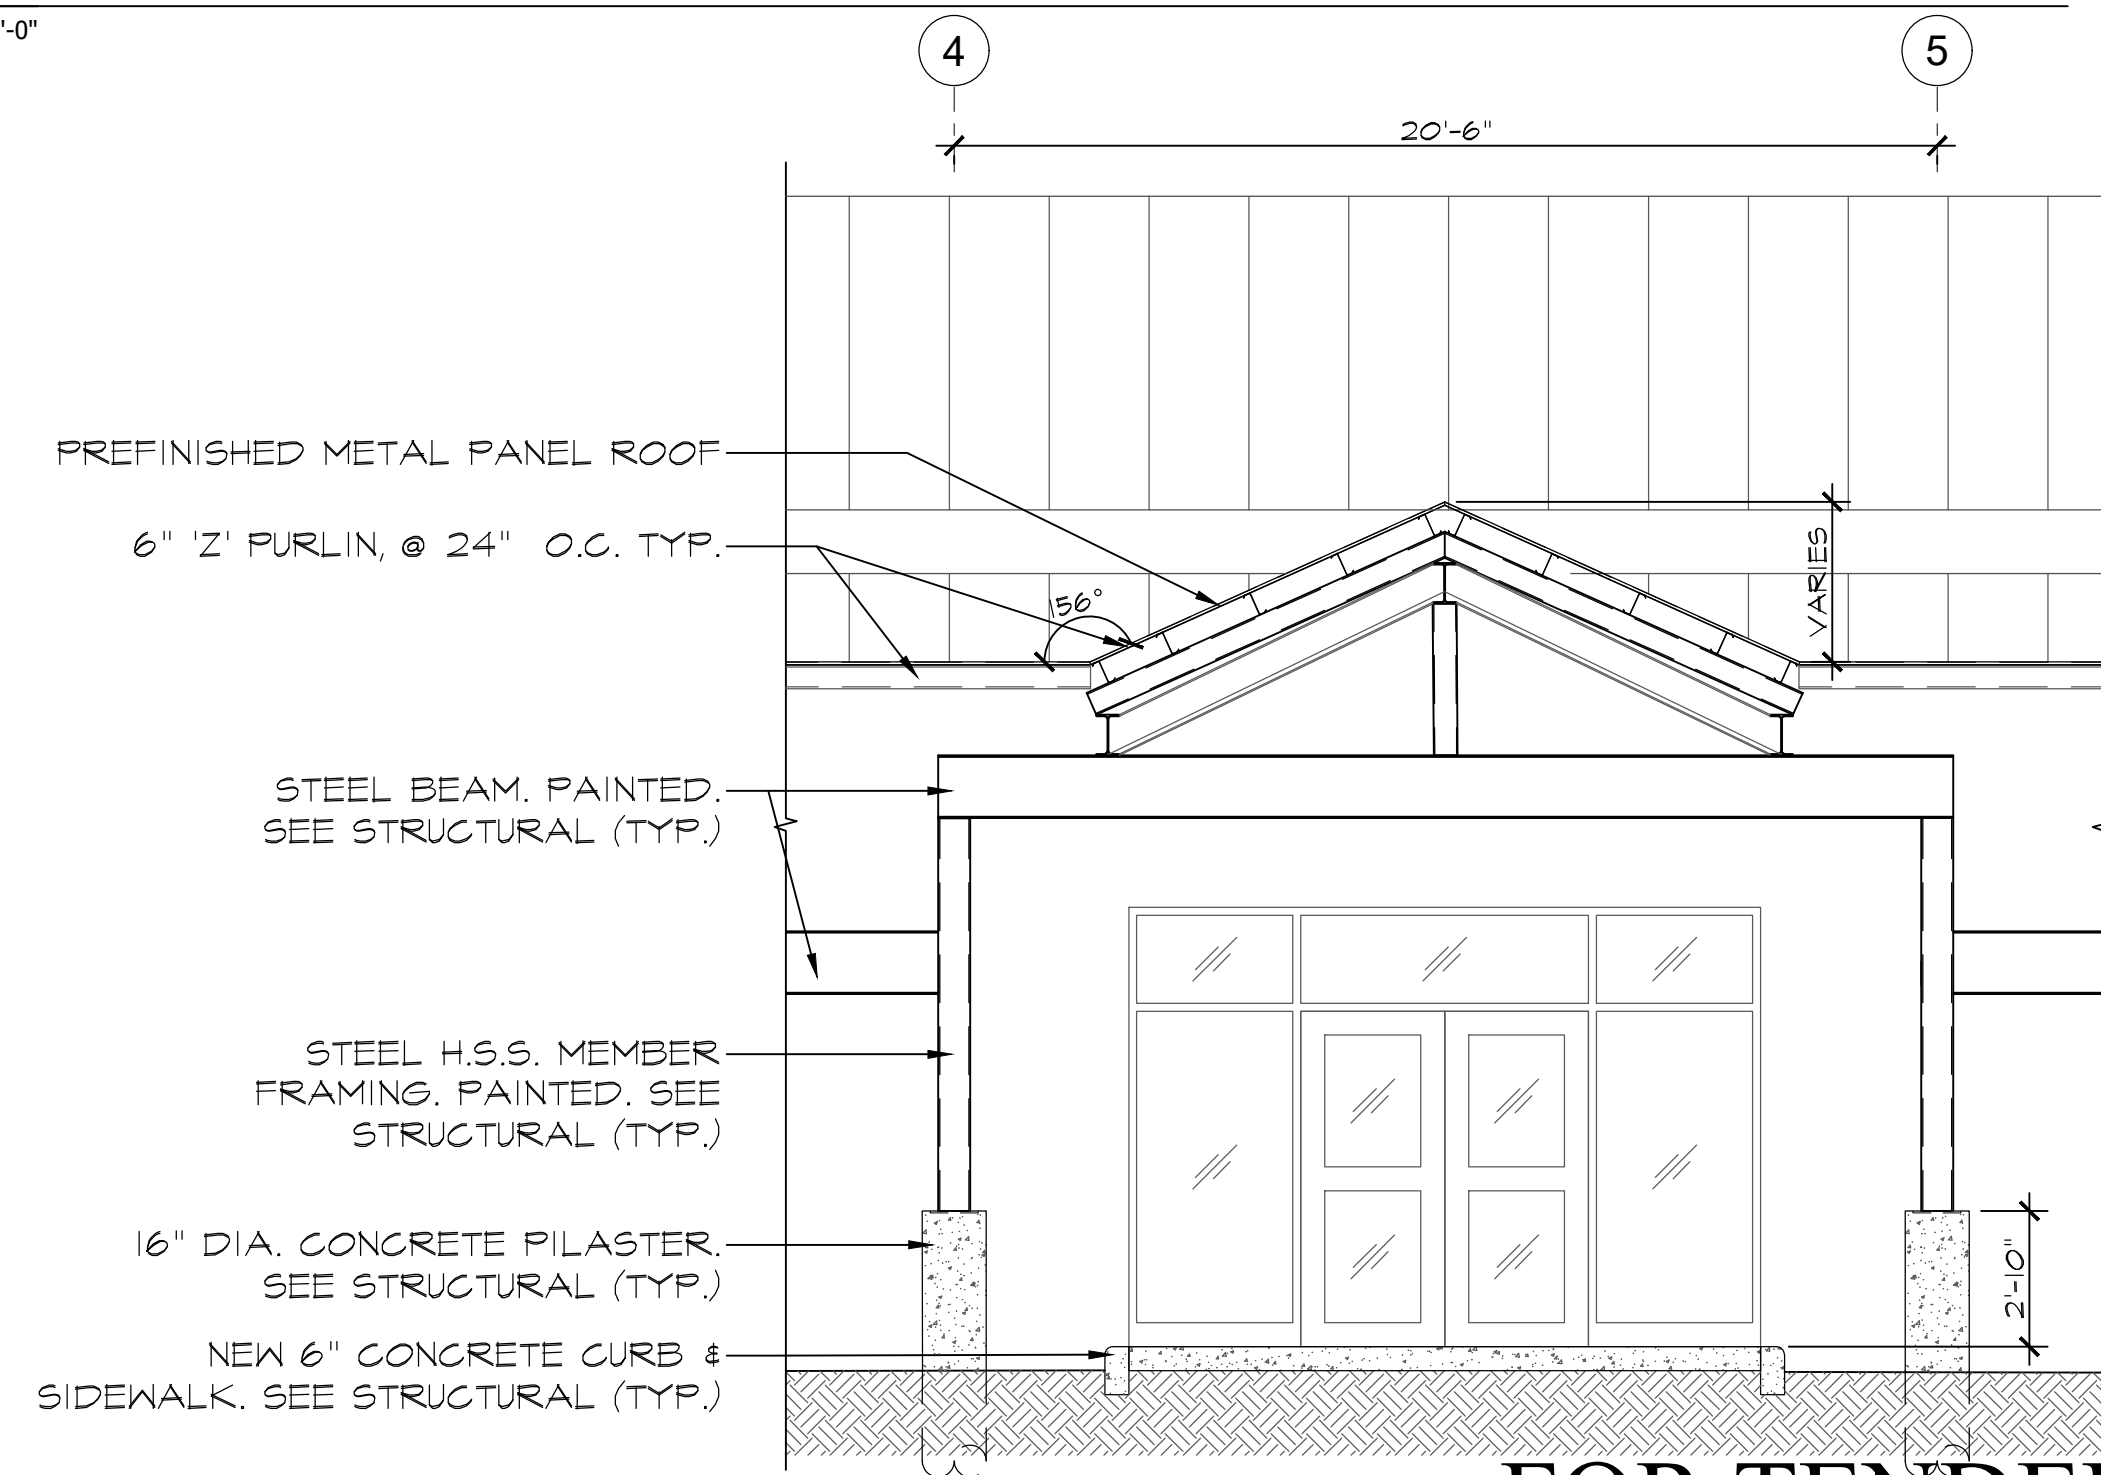 '-0"
4
5
20'-6"
PREFINISHED METAL PANEL ROOF
6" 'Z' PURLIN, @ 24" O.C. TYP.
156°
VARIES
STEEL BEAM. PAINTED.
SEE STRUCTURAL (TYP.)
STEEL H.S.S. MEMBER
FRAMING. PAINTED. SEE
STRUCTURAL (TYP.)
16" DIA. CONCRETE PILASTER.
SEE STRUCTURAL (TYP.)
2'-10"
NEW 6" CONCRETE CURB &
SIDEWALK. SEE STRUCTURAL (TYP.)
FOR TENDER